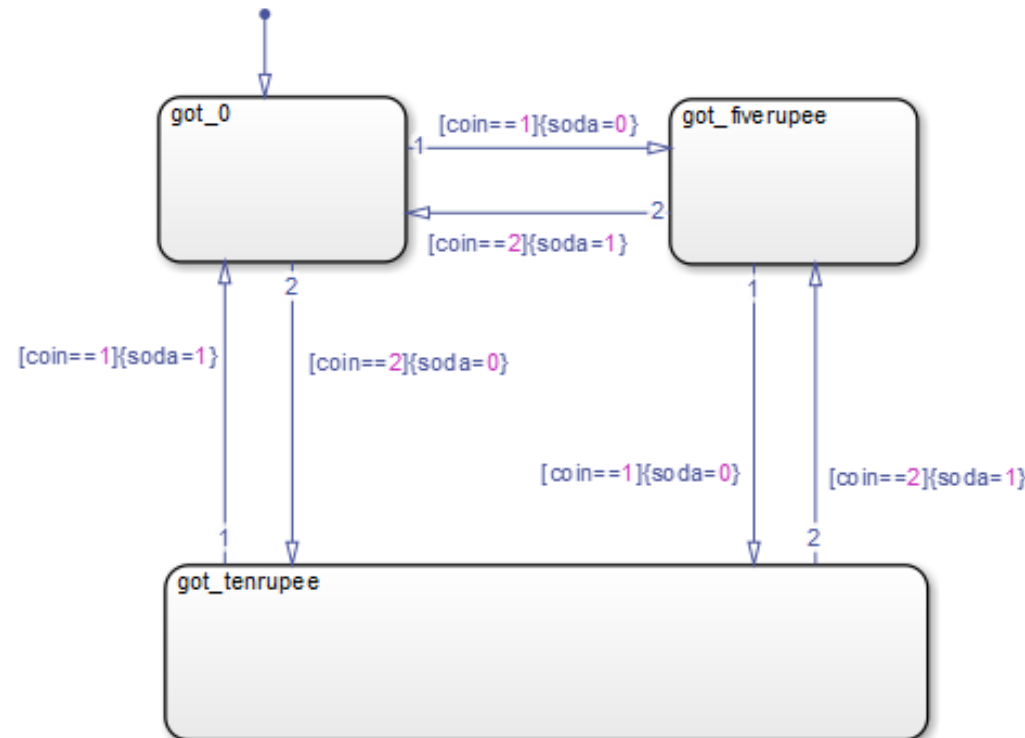 got_0
got_fiverupee
[coin==1]{soda=0}
1
2
[coin==2]{soda=1}
2
1
[coin==1]{soda=1}
[coin==2]{soda=0}
[coin==1]{soda=0}
[coin==2]{soda=1}
1
2
got_tenrupee